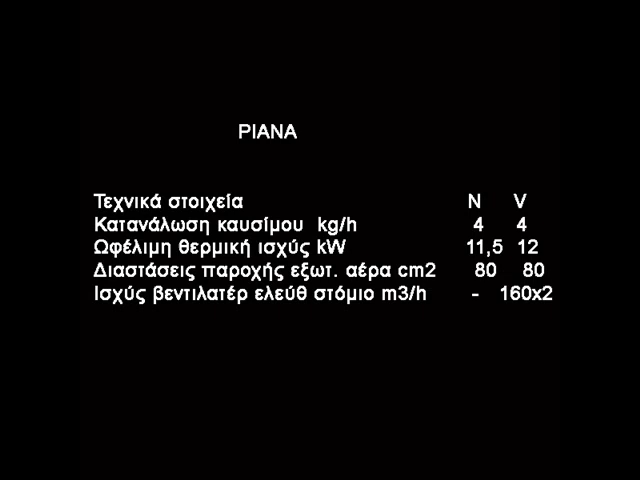 PIANA
Τεχνικά στοιχεία N V
Κατανάλωση καυσίμου kg/h 4 4
Ωφέλιμη θερμική ισχύς kW 11,5 12
Διαστάσεις παροχής εξωτ. αέρα cm2 80 80
Ισχύς βεντιλατέρ ελεύθ στόμιο m3/h - 160x2